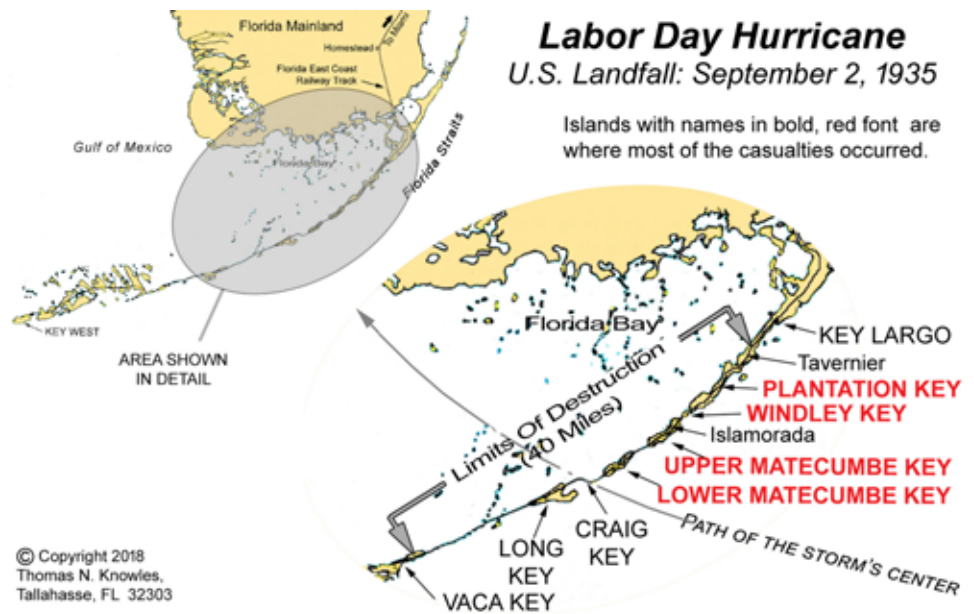 Florida Mainland
To Miami
Homestead
Florida East Coast
Railway Track
Gulf of Mexico
Florida Bay
Florida Straits
KEY WEST
AREA SHOWN
IN DETAIL
Labor Day Hurricane
U.S. Landfall: September 2, 1935
Islands with names in bold, red font are
where most of the casualties occurred.
Florida Bay
Limits Of Destruction
(40 Miles)
KEY LARGO
Tavernier
PLANTATION KEY
WINDLEY KEY
Islamorada
UPPER MATECUMBE KEY
LOWER MATECUMBE KEY
PATH OF THE STORM'S CENTER
CRAIG
KEY
LONG
KEY
VACA KEY
© Copyright 2018
Thomas N. Knowles,
Tallahasse, FL 32303